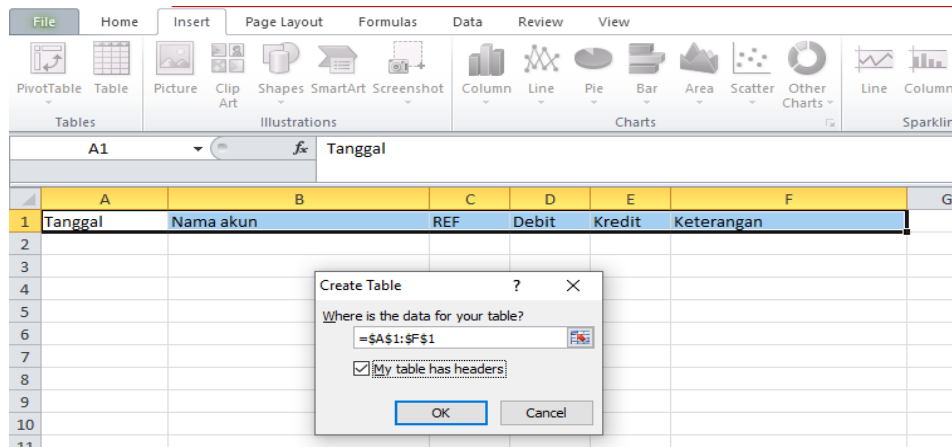 File Home Insert Page Layout Formulas Data Review View
PivotTable Table Picture Clip Art Shapes SmartArt Screenshot Column Line Pie Bar Area Scatter Other Charts Line Column
Tables Illustrations Charts
A1 fx Tanggal
A B C D E F G
1 Tanggal Nama akun REF Debit Kredit Keterangan
2
3
4
5
6
7
8
9
10
11
Create Table ? X
Where is the data for your table?
=$A$1:$F$1
My table has headers
OK Cancel